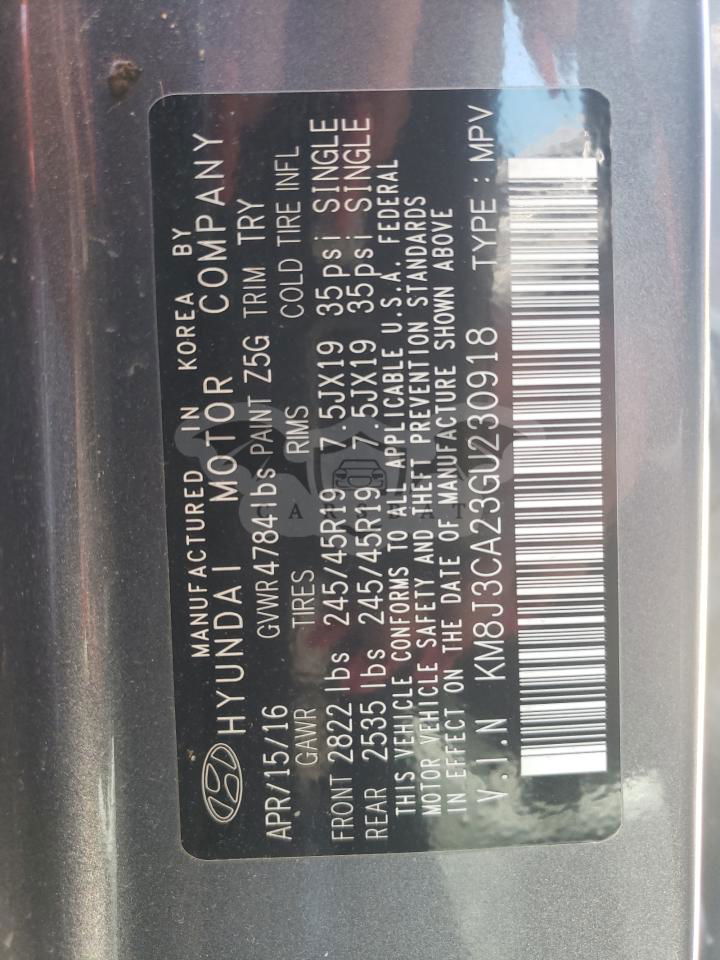 MANUFACTURED IN KOREA BY
HYUNDAI MOTOR COMPANY
APR/15/16 GVWR 4784lbs PAINT Z5G TRIM TRY
GAWR TIRES RIMS COLD TIRE INFL
FRONT 2822 lbs 245/45R19 7.5JX19 35psi SINGLE
REAR 2535 lbs 245/45R19 7.5JX19 35psi SINGLE
THIS VEHICLE CONFORMS TO ALL APPLICABLE U.S.A. FEDERAL
MOTOR VEHICLE SAFETY AND THEFT PREVENTION STANDARDS
IN EFFECT ON THE DATE OF MANUFACTURE SHOWN ABOVE
V.I.N KM8J3CA23GU230918 TYPE : MPV